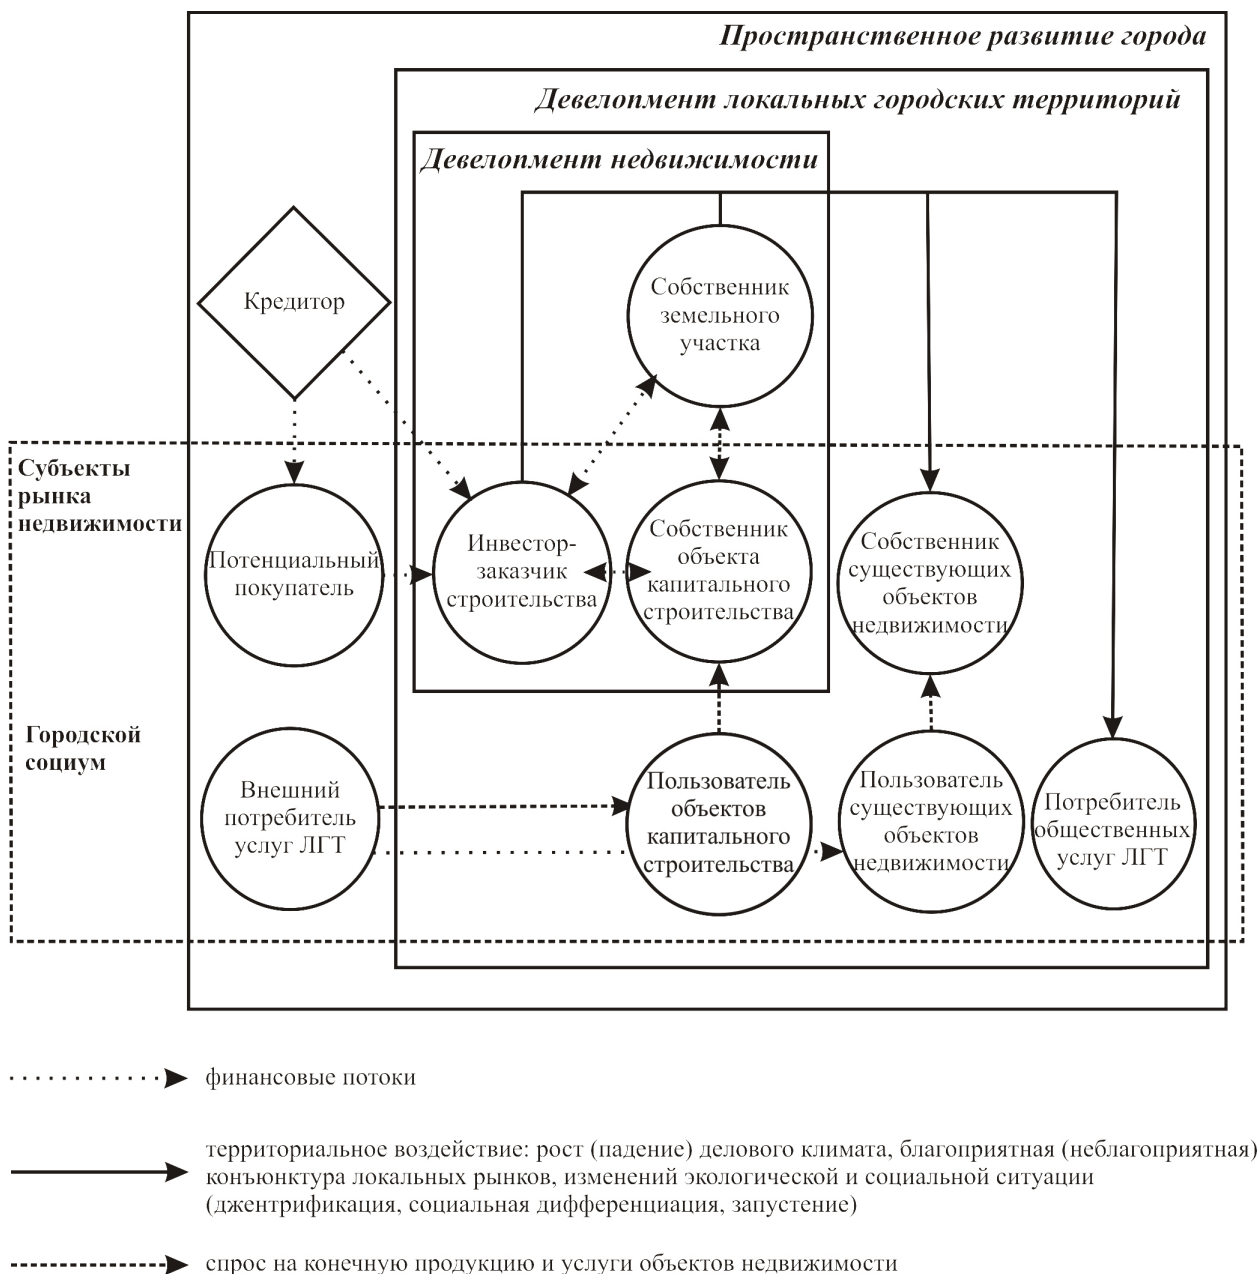 Пространственное развитие города
Девелопмент локальных городских территорий
Девелопмент недвижимости
Кредитор
Собственник
земельного
участка
Субъекты
рынка
недвижимости
Потенциальный
покупатель
Инвестор-
заказчик
строительства
Собственник
объекта
капитального
строительства
Собственник
существующих
объектов
недвижимости
Городской
социум
Внешний
потребитель
услуг ЛГТ
Пользователь
объектов
капитального
строительства
Пользователь
существующих
объектов
недвижимости
Потребитель
общественных
услуг ЛГТ
финансовые потоки
территориальное воздействие: рост (падение) делового климата, благоприятная (неблагоприятная)
конъюнктура локальных рынков, изменений экологической и социальной ситуации
(джентрификация, социальная дифференциация, запустение)
спрос на конечную продукцию и услуги объектов недвижимости